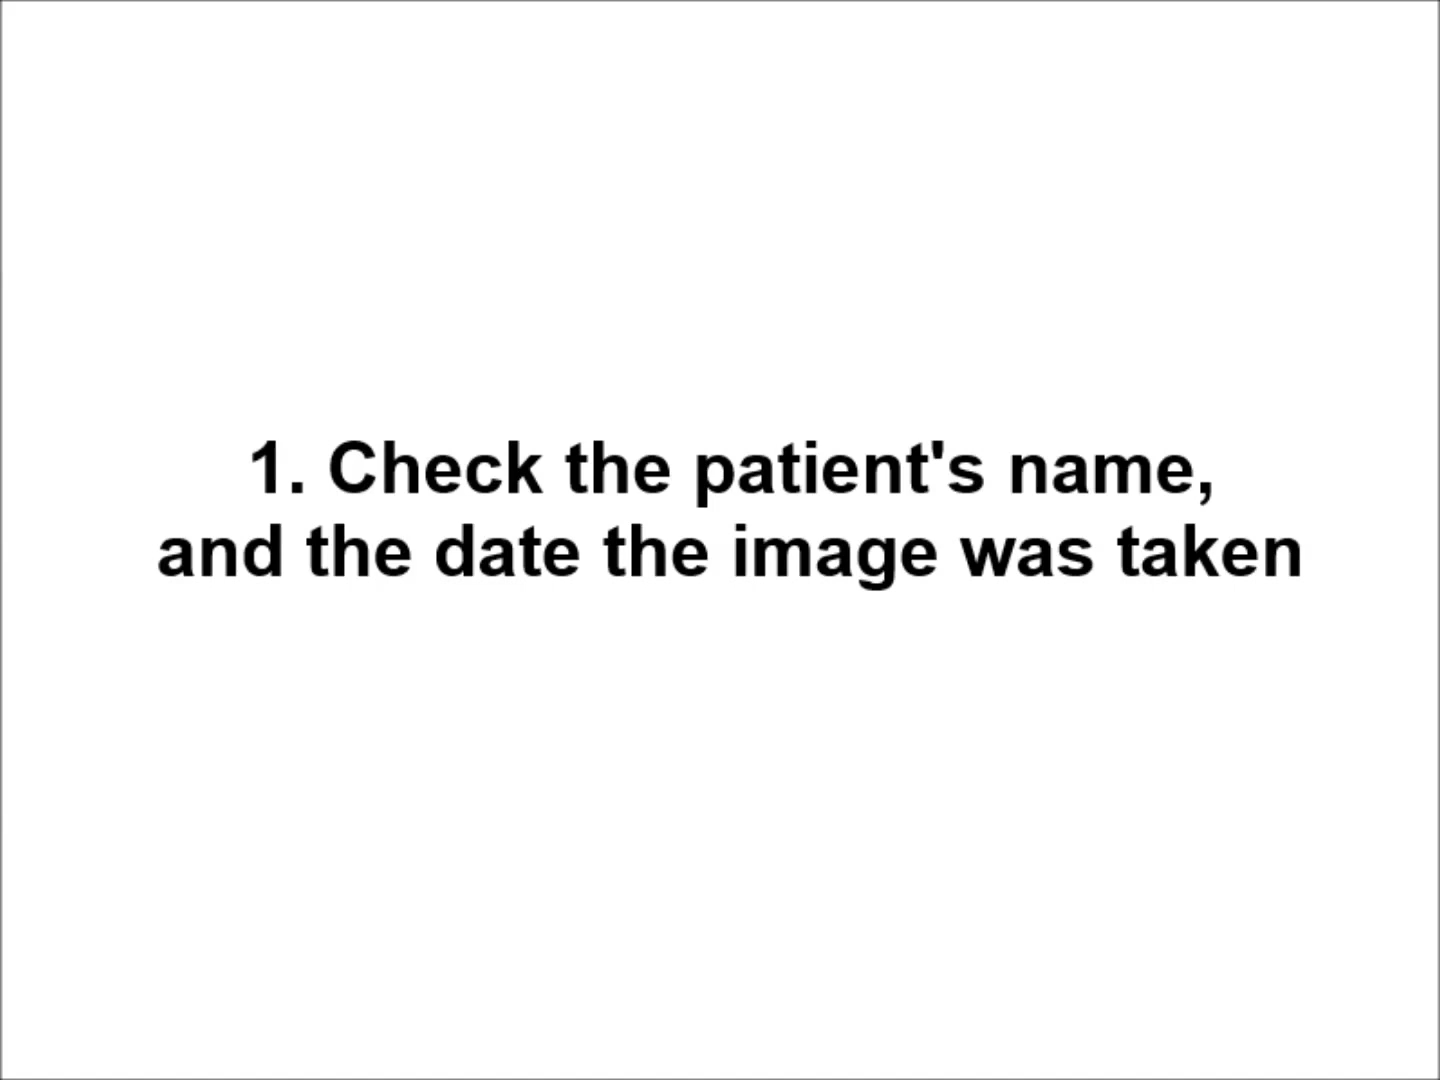 1. Check the patient's name,
and the date the image was taken